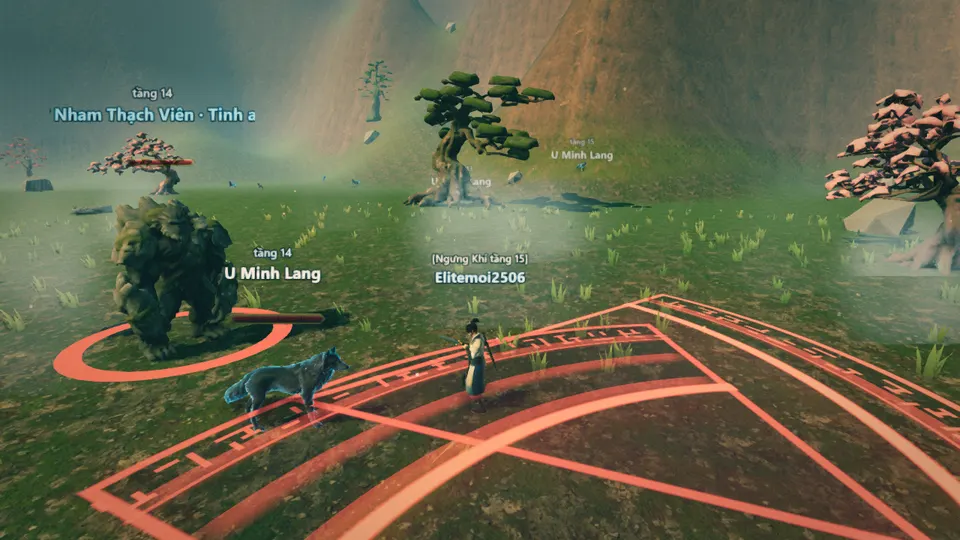 tầng 14
Nham Thạch Viên · Tinh a
tầng 15
U Minh Lang
tầng 14
U Minh Lang
[Ngưng Khí tầng 15]
Elitemoi2506